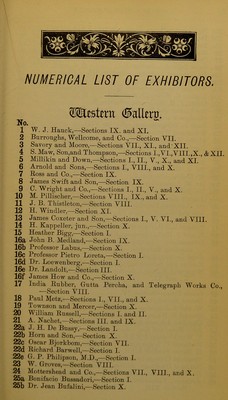 NUMERICAL LIST OF EXHIBITORS.
Western Gallery.
No.
1 W. J. Hauck,—Sections IX. and XI.
2 Burroughs, Wellcome, and Co.,—Section VII.
3 Savory and Moore,—Sections VII., XI., and XII.
4 S. Maw, Son, and Thompson,—Sections I., VI., VIII., X., & XII.
5 Millikin and Down,—Sections I., II., V., X., and XI.
6 Arnold and Sons,—Sections I., VIII., and X.
7 Ross and Co.,—Section IX.
8 James Swift and Son,—Section IX.
9 C. Wright and Co.,—Sections I., II., V., and X.
10 M. Pillischer,—Sections VIII., IX., and X.
11 J. B. Thistleton,—Section VIII.
12 H. Windler,—Section XI.
13 James Coxeter and Son,—Sections I., V. VI., and VIII.
14 H. Kappeller, jun.,—Section X.
15 Heather Bigg,—Section I.
16a John B. Medland,—Section IX.
16b Professor Labus,—Section X.
16c Professor Pietro Loreta,—Section I.
16d Dr. Loewenberg,—Section I.
16e Dr. Landolt,—Section III.
16f James How and Co.,—Section X.
17 India Rubber, Gutta Percha, and Telegraph Works Co.,
—Section VIII.
18 Paul Metz,—Sections I., VII., and X.
19 Townson and Mercer,—Section X.
20 William Russell,—Sections I. and II.
21 A. Nachet,—Sections III. and IX.
22a J. H. De Bussy,—Section I.
22b Horn and Son,—Section X.
22c Oscar Bjorkbom,—Section VII.
22d Richard Barwell,—Section I.
22e G. P. Philipson, M.D.,—Section I.
23 W. Groves,—Section VIII.
24 Mottershead and Co.,—Sections VII., VIII., and X.
25a Bonifacio Bussadori,—Section I.
25b Dr. Jean Bufalini,—Section X.